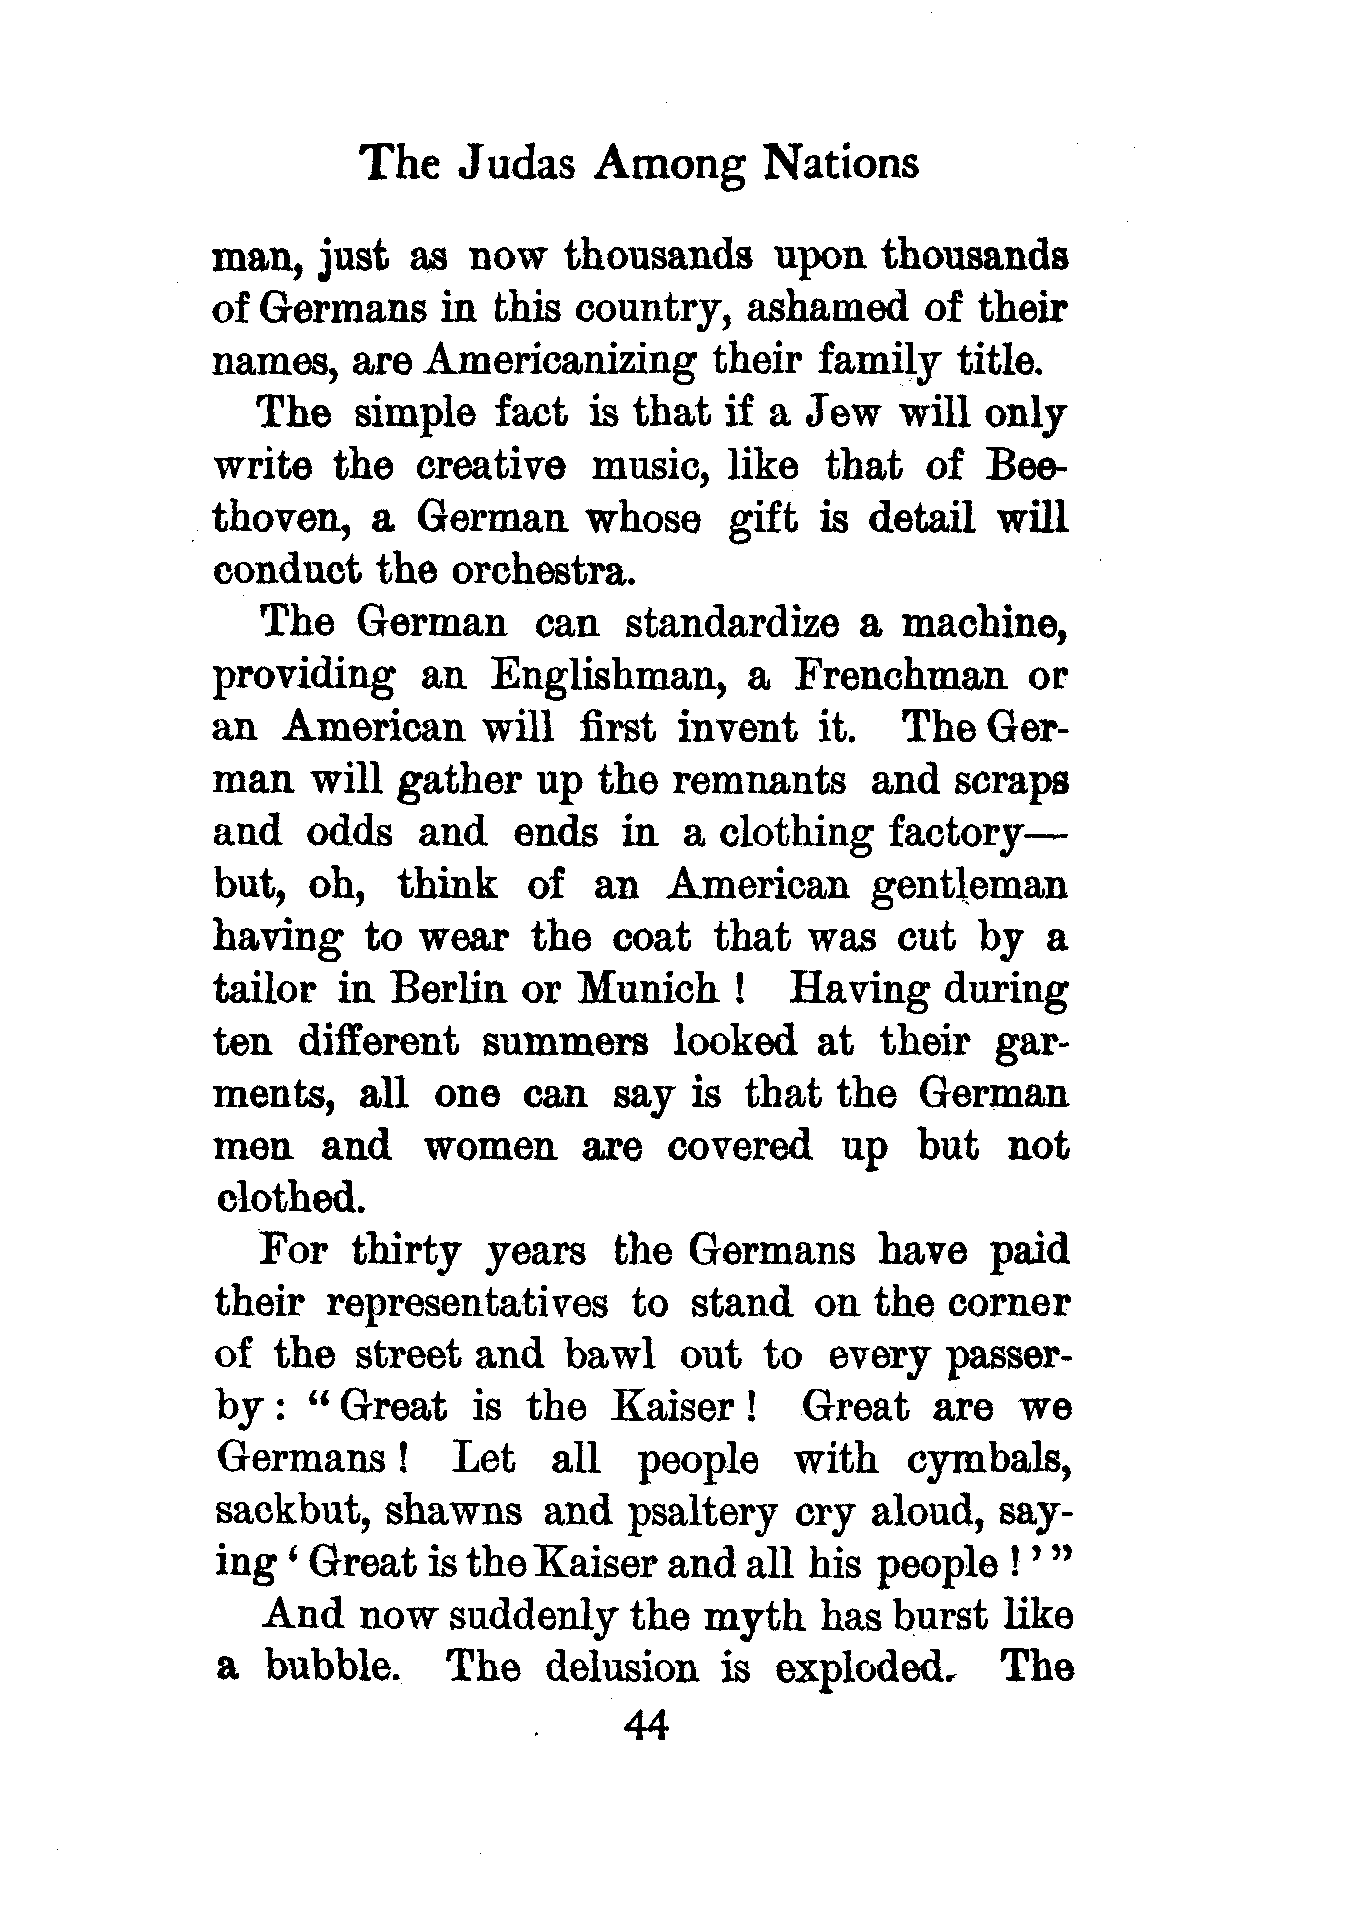 The Judas Among Nations
man, just as now thousands upon thousands
of Germans in this country, ashamed of their
names, are Americanizing their family title.
The simple fact is that if a Jew will only
write the creative music, like that of Bee-
thoven, a German whose gift is detail will
conduct the orchestra.
The German can standardize a machine,
providing an Englishman, a Frenchman or
an American will first invent it. The Ger-
man will gather up the remnants and scraps
and odds and ends in a clothing factory—
but, oh, think of an American gentleman
having to wear the coat that was cut by a
tailor in Berlin or Munich ! Having during
ten different summers looked at their gar-
ments, all one can say is that the German
men and women are covered up but not
clothed.
For thirty years the Germans have paid
their representatives to stand on the corner
of the street and bawl out to every passer-
by : “ Great is the Kaiser ! Great are we
Germans ! Let all people with cymbals,
sackbut, shawns and psaltery cry aloud, say-
ing ‘ Great is the Kaiser and all his people ! ’ ”
And now suddenly the myth has burst like
a bubble. The delusion is exploded. The
44